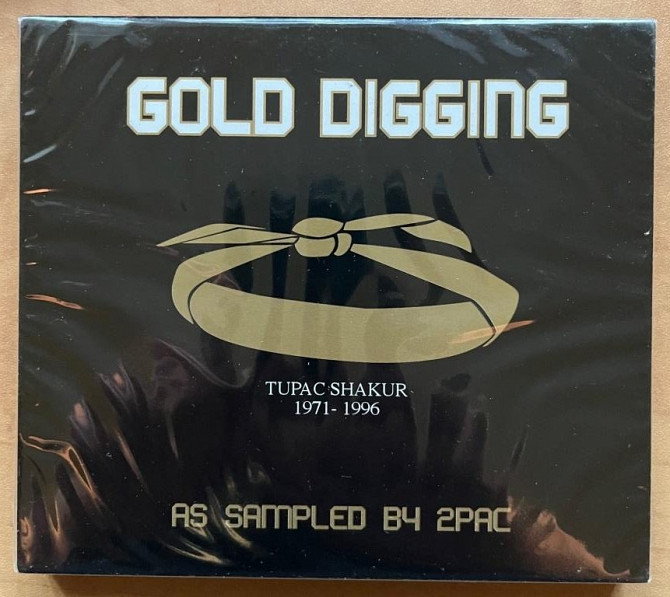 GOLD DIGGING
TUPAC SHAKUR
1971- 1996
AS SAMPLED BY 2PAC